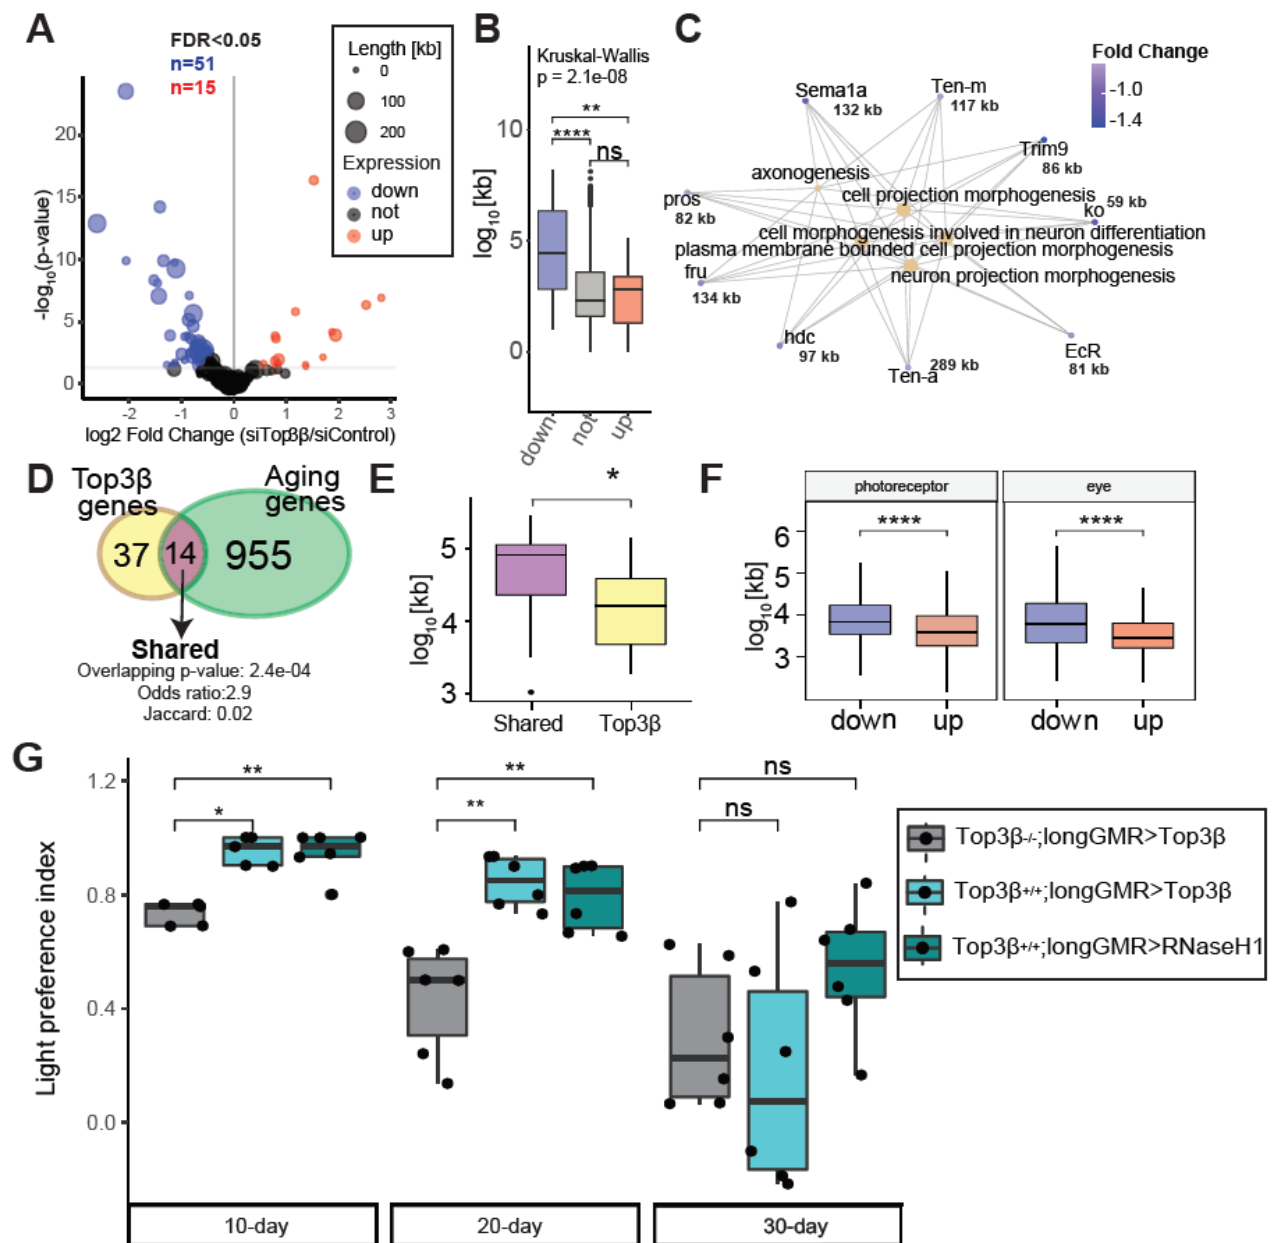 A
FDR<0.05
n=51
n=15
Length [kb]
0
100
200
Expression
down
not
up
20
15
10
5
0
-log10(p-value)
-2
-1
0
1
2
3
log2 Fold Change (siTop3β/siControl)
B
Kruskal-Wallis
p = 2.1e-08
**
****
ns
10
5
0
log10[kb]
down
not
up
C
Fold Change
-1.0
-1.4
Sema1a
132 kb
Ten-m
117 kb
Trim9
86 kb
axonogenesis
cell projection morphogenesis
pros
82 kb
ko
59 kb
cell morphogenesis involved in neuron differentiation
plasma membrane bounded cell projection morphogenesis
fru
134 kb
neuron projection morphogenesis
hdc
97 kb
Ten-a
289 kb
EcR
81 kb
D
Top3β
genes
Aging
genes
37
14
955
Shared
Overlapping p-value: 2.4e-04
Odds ratio:2.9
Jaccard: 0.02
E
*
5
4
3
log10[kb]
Shared
Top3β
F
photoreceptor
eye
****
****
6
5
4
3
log10[kb]
down
up
down
up
G
1.2
0.8
0.4
0.0
Light preference index
**
*
**
**
ns
ns
Top3β-/-;longGMR>Top3β
Top3β+/+;longGMR>Top3β
Top3β+/+;longGMR>RNaseH1
10-day
20-day
30-day